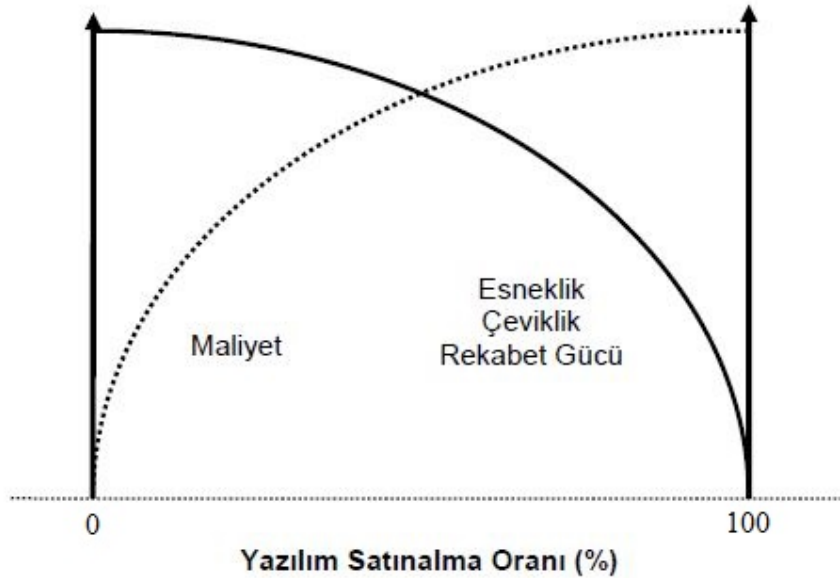 Esneklik
Çeviklik
Rekabet Gücü
Maliyet
0
100
Yazılım Satınalma Oranı (%)